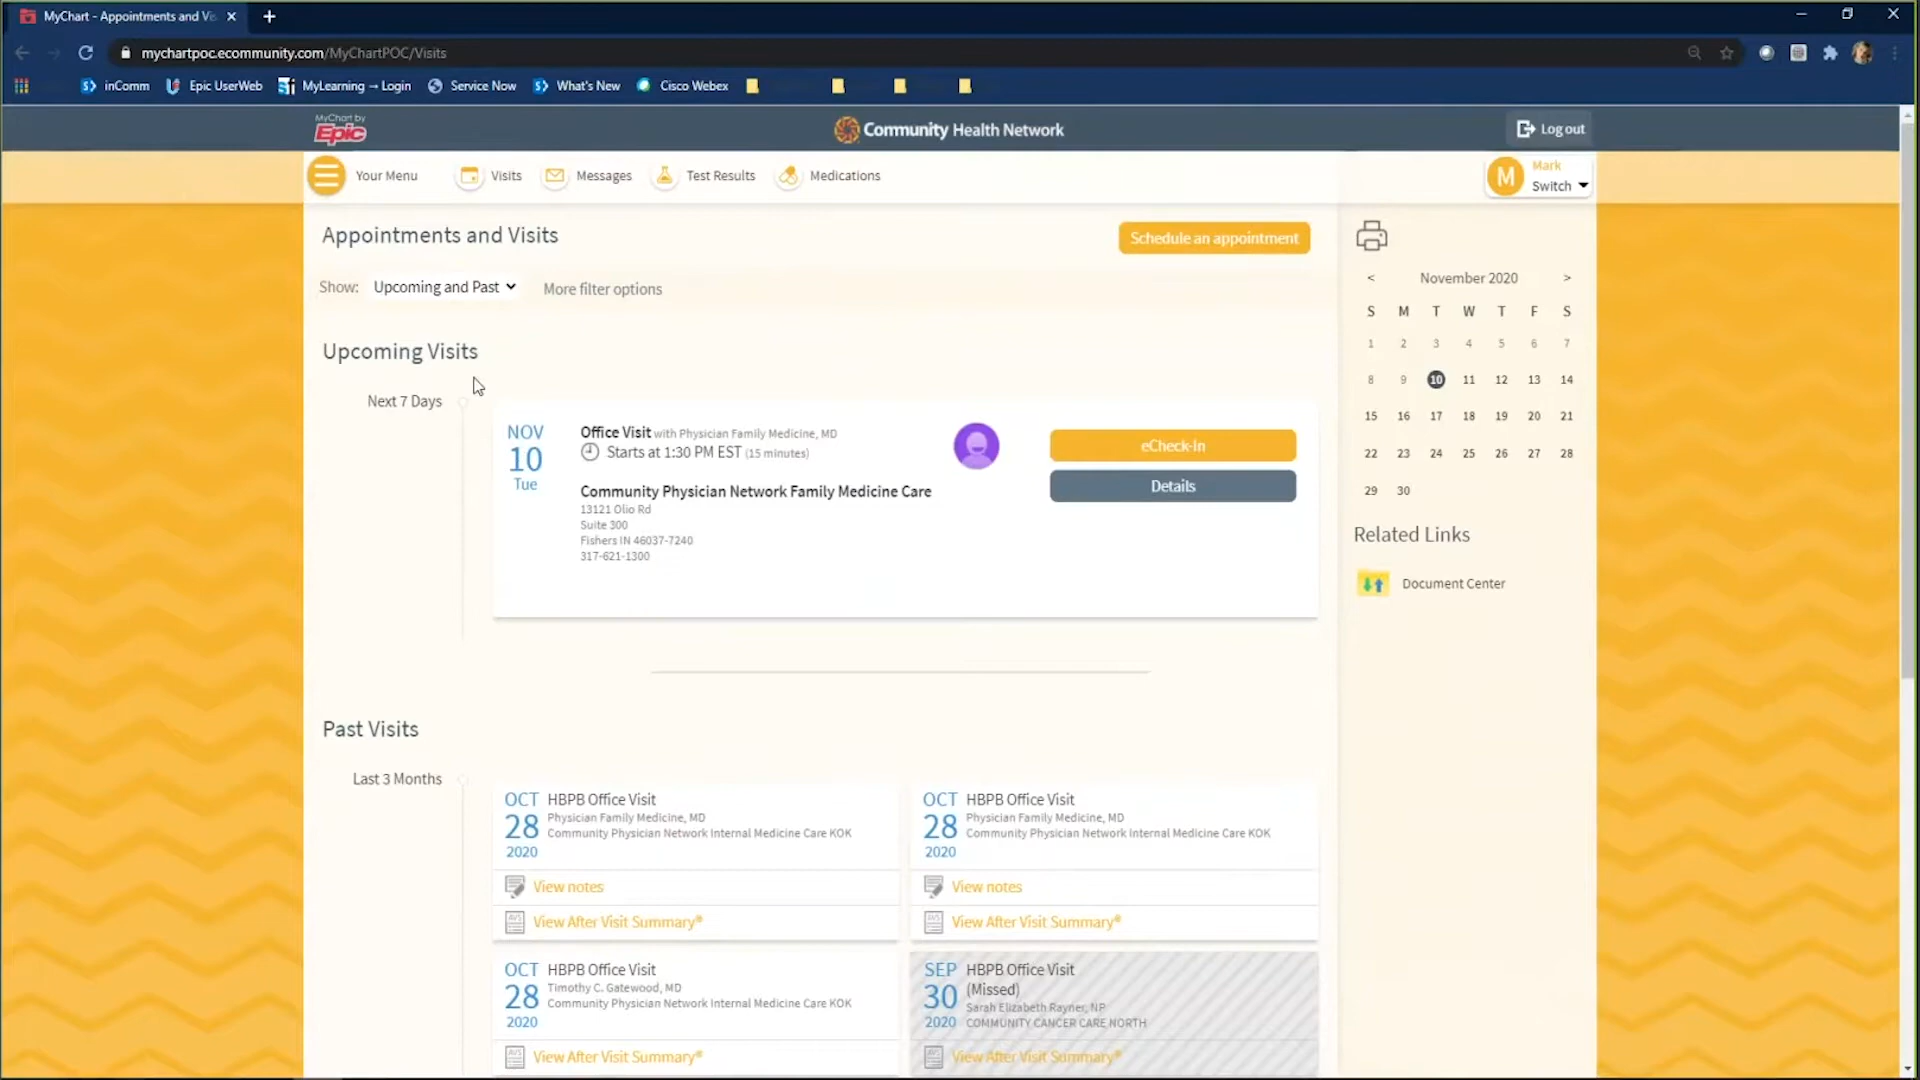 MyChart - Appointments and Vis
mychartpoc.ecommunity.com/MyChartPOC/Visits
inComm
Epic UserWeb
MyLearning → Login
Service Now
What's New
Cisco Webex
MyChart by
Epic
Community Health Network
Log out
Your Menu
Visits
Messages
Test Results
Medications
M
Mark
Switch
Appointments and Visits
Schedule an appointment
Show: Upcoming and Past
More filter options
Upcoming Visits
Next 7 Days
NOV
10
Tue
Office Visit with Physician Family Medicine, MD
Starts at 1:30 PM EST (15 minutes)
Community Physician Network Family Medicine Care
13121 Olio Rd
Suite 300
Fishers IN 46037-7240
317-621-1300
eCheck-In
Details
Past Visits
Last 3 Months
OCT
28
2020
HBPB Office Visit
Physician Family Medicine, MD
Community Physician Network Internal Medicine Care KOK
View notes
View After Visit Summary®
OCT
28
2020
HBPB Office Visit
Physician Family Medicine, MD
Community Physician Network Internal Medicine Care KOK
View notes
View After Visit Summary®
OCT
28
2020
HBPB Office Visit
Timothy C. Gatewood, MD
Community Physician Network Internal Medicine Care KOK
View After Visit Summary®
SEP
30
2020
HBPB Office Visit
(Missed)
Sarah Elizabeth Rayner, NP
COMMUNITY CANCER CARE NORTH
View After Visit Summary®
< November 2020 >
S M T W T F S
1 2 3 4 5 6 7
8 9 10 11 12 13 14
15 16 17 18 19 20 21
22 23 24 25 26 27 28
29 30
Related Links
Document Center